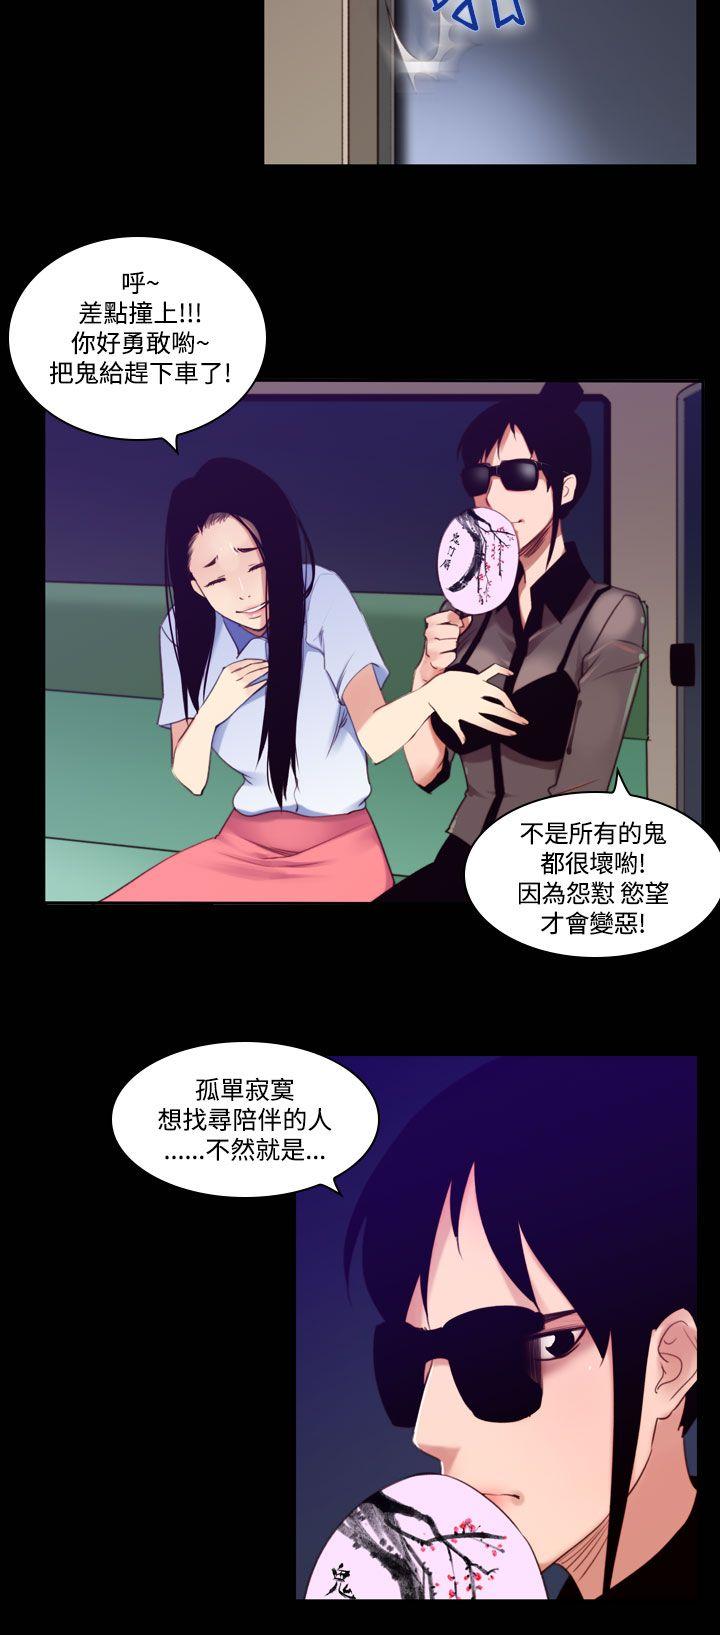 呼~
差點撞上!!!
你好勇敢喲~
把鬼給趕下車了!
不是所有的鬼
都很壞喲!
因為怨懟 慾望
才會變惡!
孤單寂寞
想找尋陪伴的人
......不然就是...
鬼